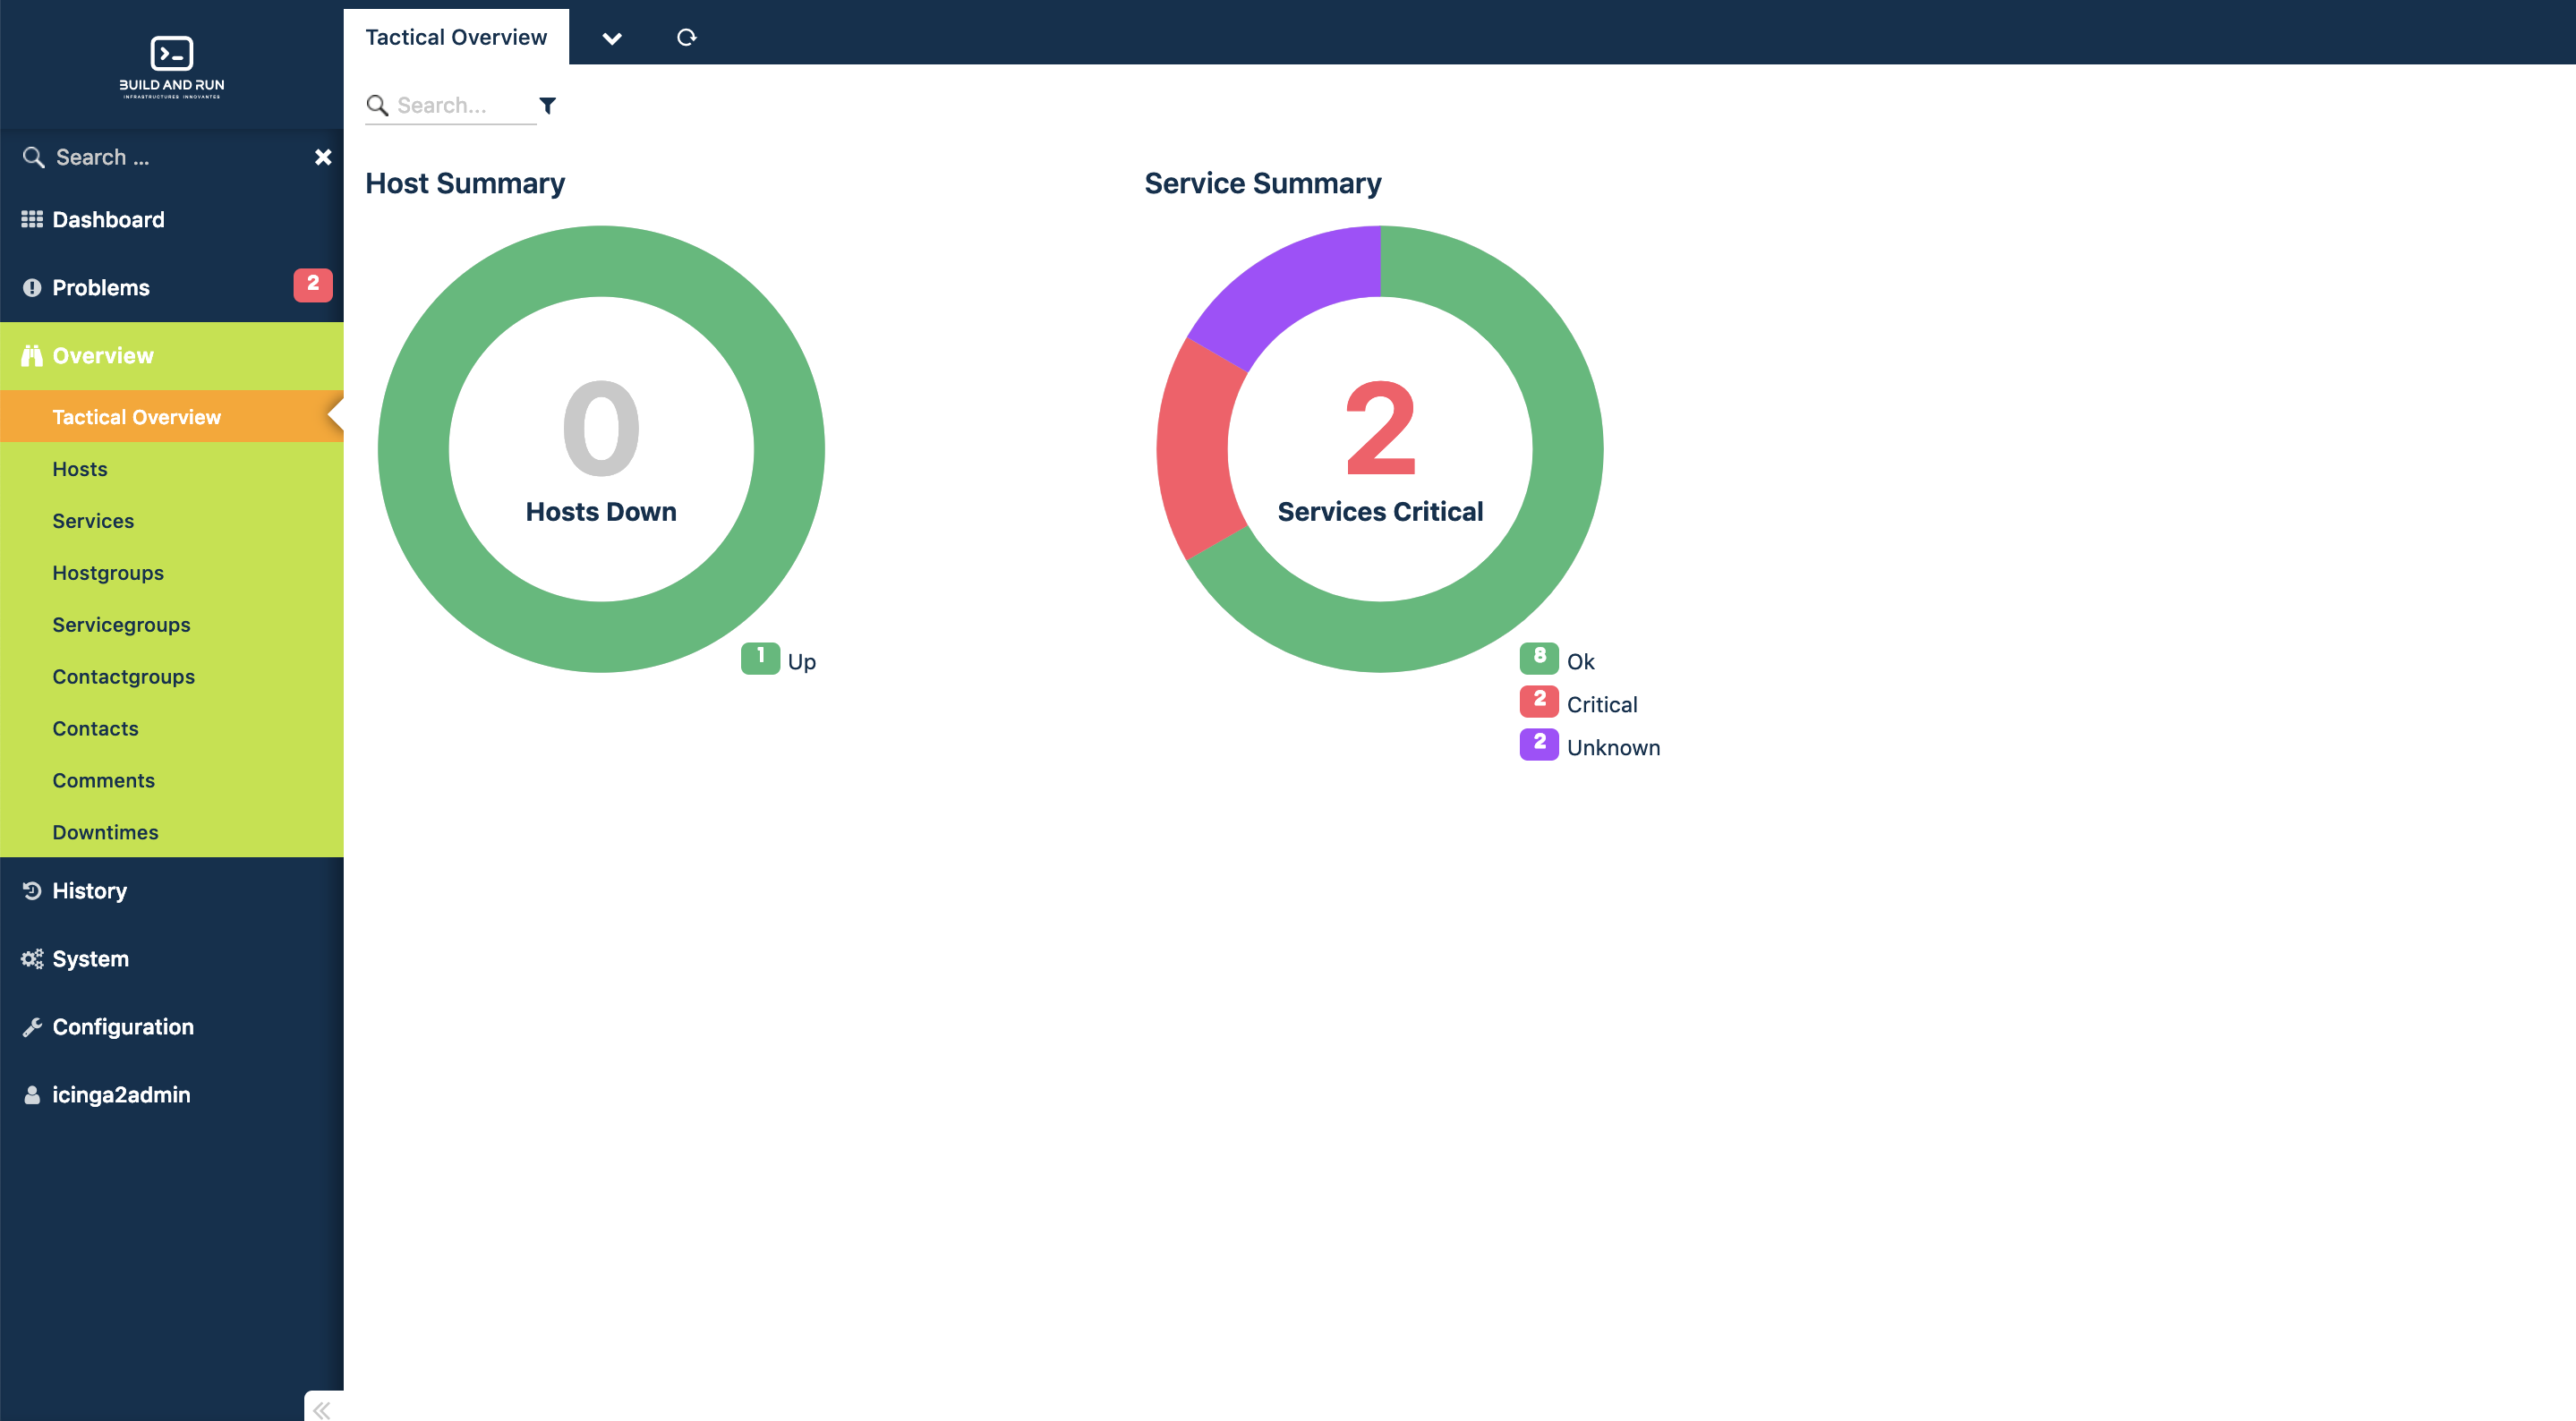 BUILD AND RUN
INFRASTRUCTURES INNOVANTES
Search ...
Dashboard
Problems
2
Overview
Tactical Overview
Hosts
Services
Hostgroups
Servicegroups
Contactgroups
Contacts
Comments
Downtimes
History
System
Configuration
icinga2admin
Tactical Overview
Search...
Host Summary
0
Hosts Down
1 Up
Service Summary
2
Services Critical
8 Ok
2 Critical
2 Unknown